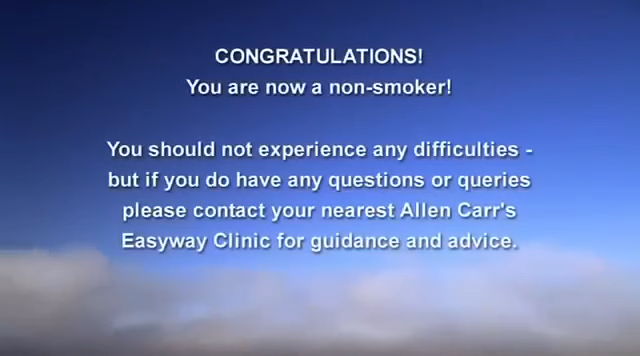 CONGRATULATIONS!
You are now a non-smoker!
You should not experience any difficulties -
but if you do have any questions or queries
please contact your nearest Allen Carr's
Easyway Clinic for guidance and advice.